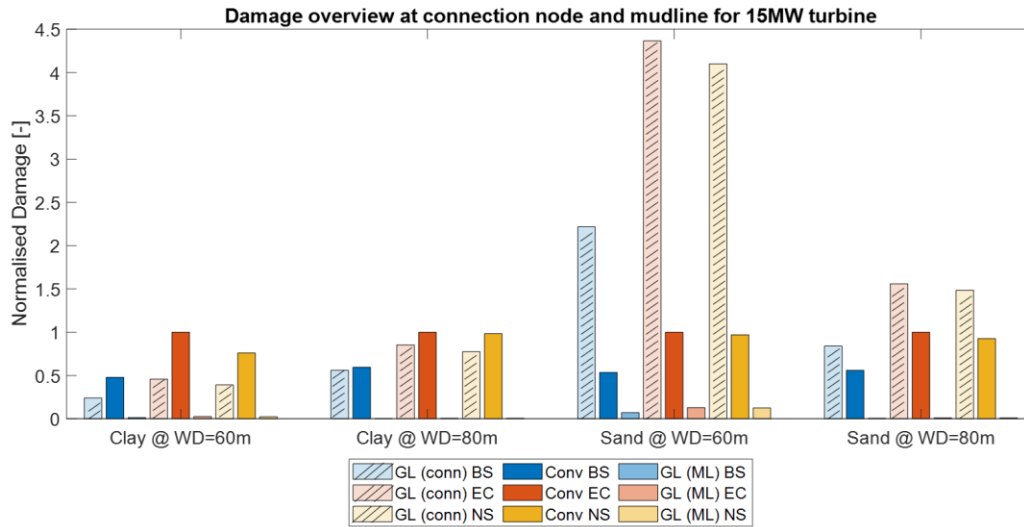 Damage overview at connection node and mudline for 15MW turbine
Normalised Damage [-]
4.5
4
3.5
3
2.5
2
1.5
1
0.5
0
Clay @ WD=60m
Clay @ WD=80m
Sand @ WD=60m
Sand @ WD=80m
GL (conn) BS
Conv BS
GL (ML) BS
GL (conn) EC
Conv EC
GL (ML) EC
GL (conn) NS
Conv NS
GL (ML) NS